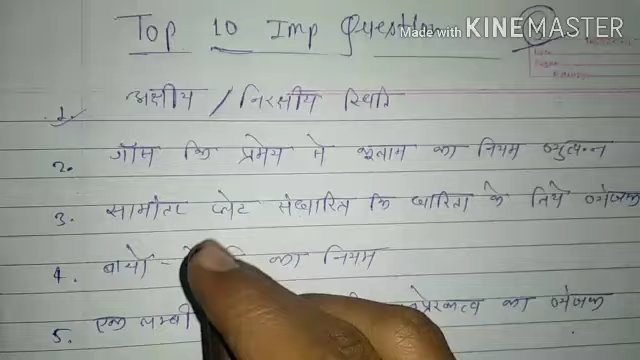 Top 10 Imp Question
Made with KINEMASTER
1. अक्षीय / निरक्षीय स्थिति
2. गॉस कि प्रमेय से कूलाम का नियम व्युत्पन्न
3. सामांतर प्लेट संधारित्र कि धारिता के लिये व्यंजक
4. बायो - का नियम
5. एक लम्बी प्रेरकत्व का व्यंजक